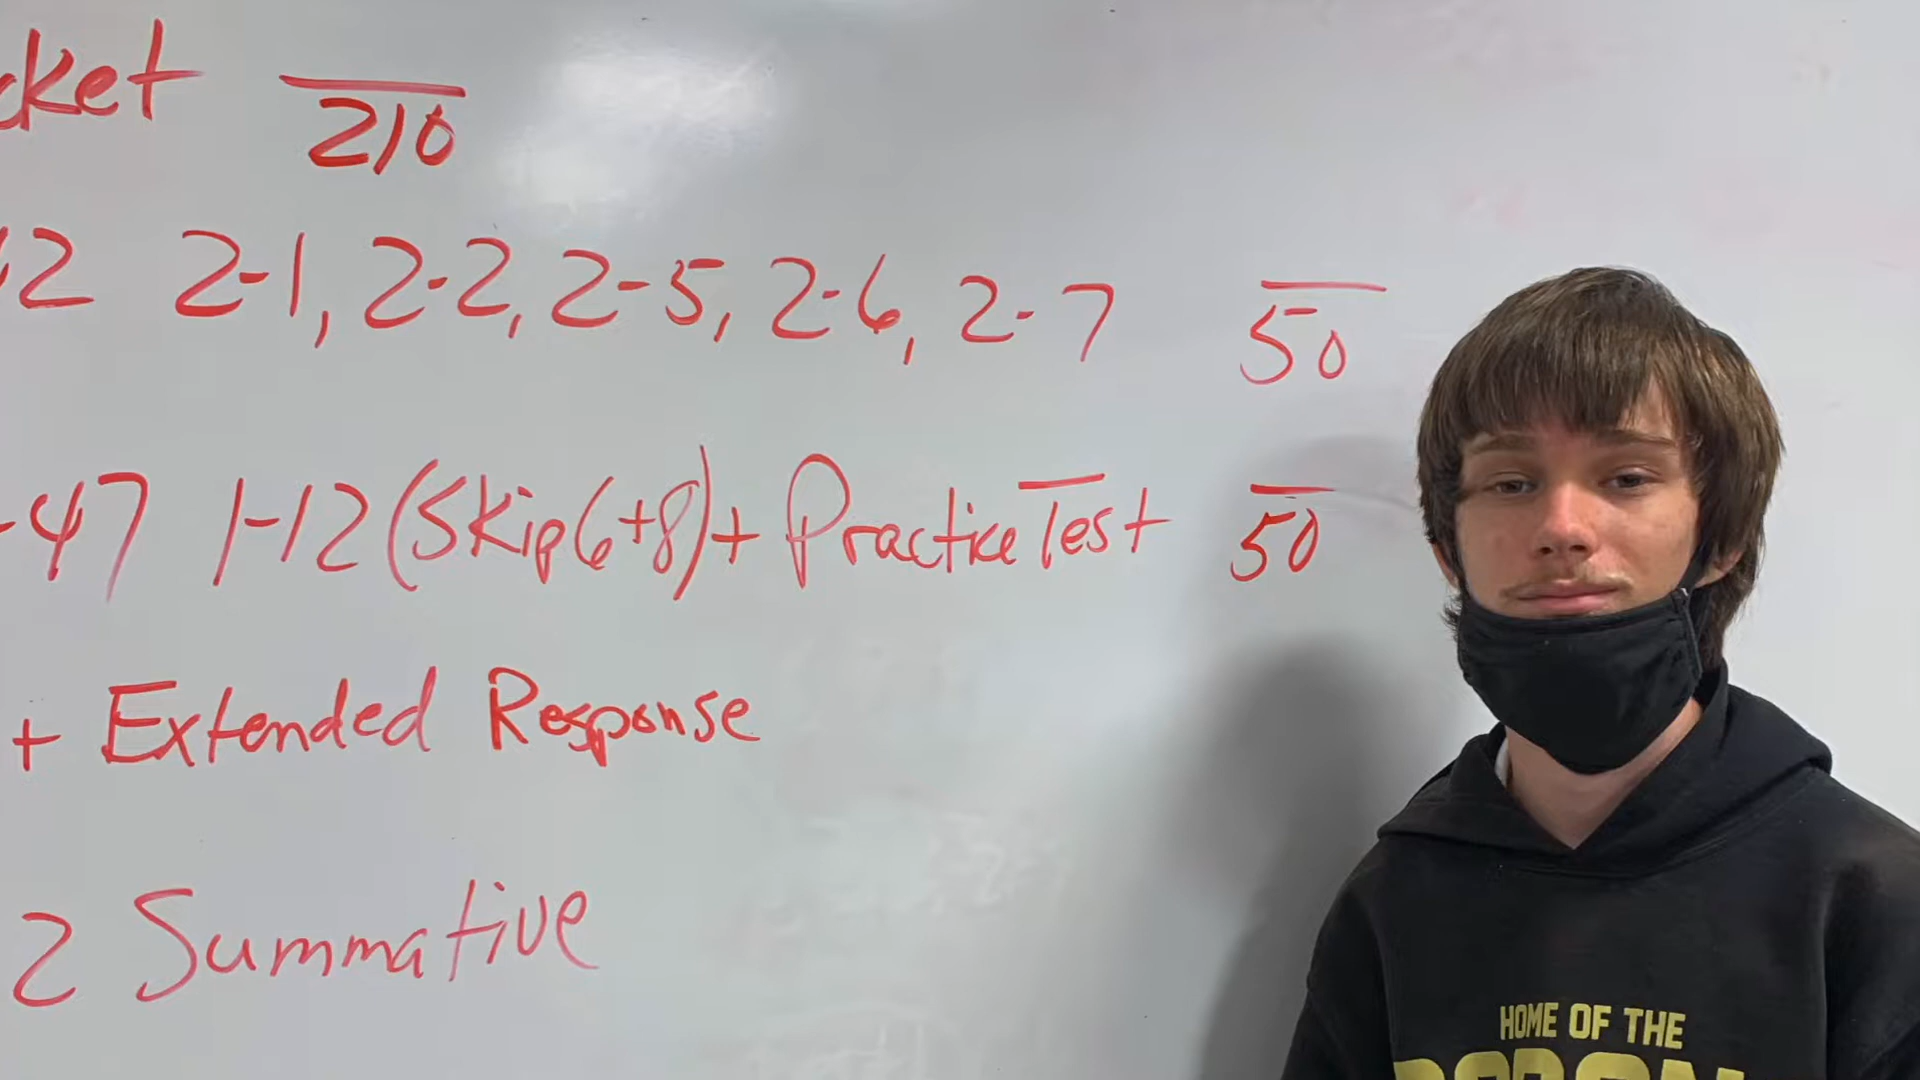 cket 210
2 2-1, 2-2, 2-5, 2-6, 2-7 50
-47 1-12 (Skip 6+8) + Practice Test 50
+ Extended Response
2 Summative
HOME OF THE